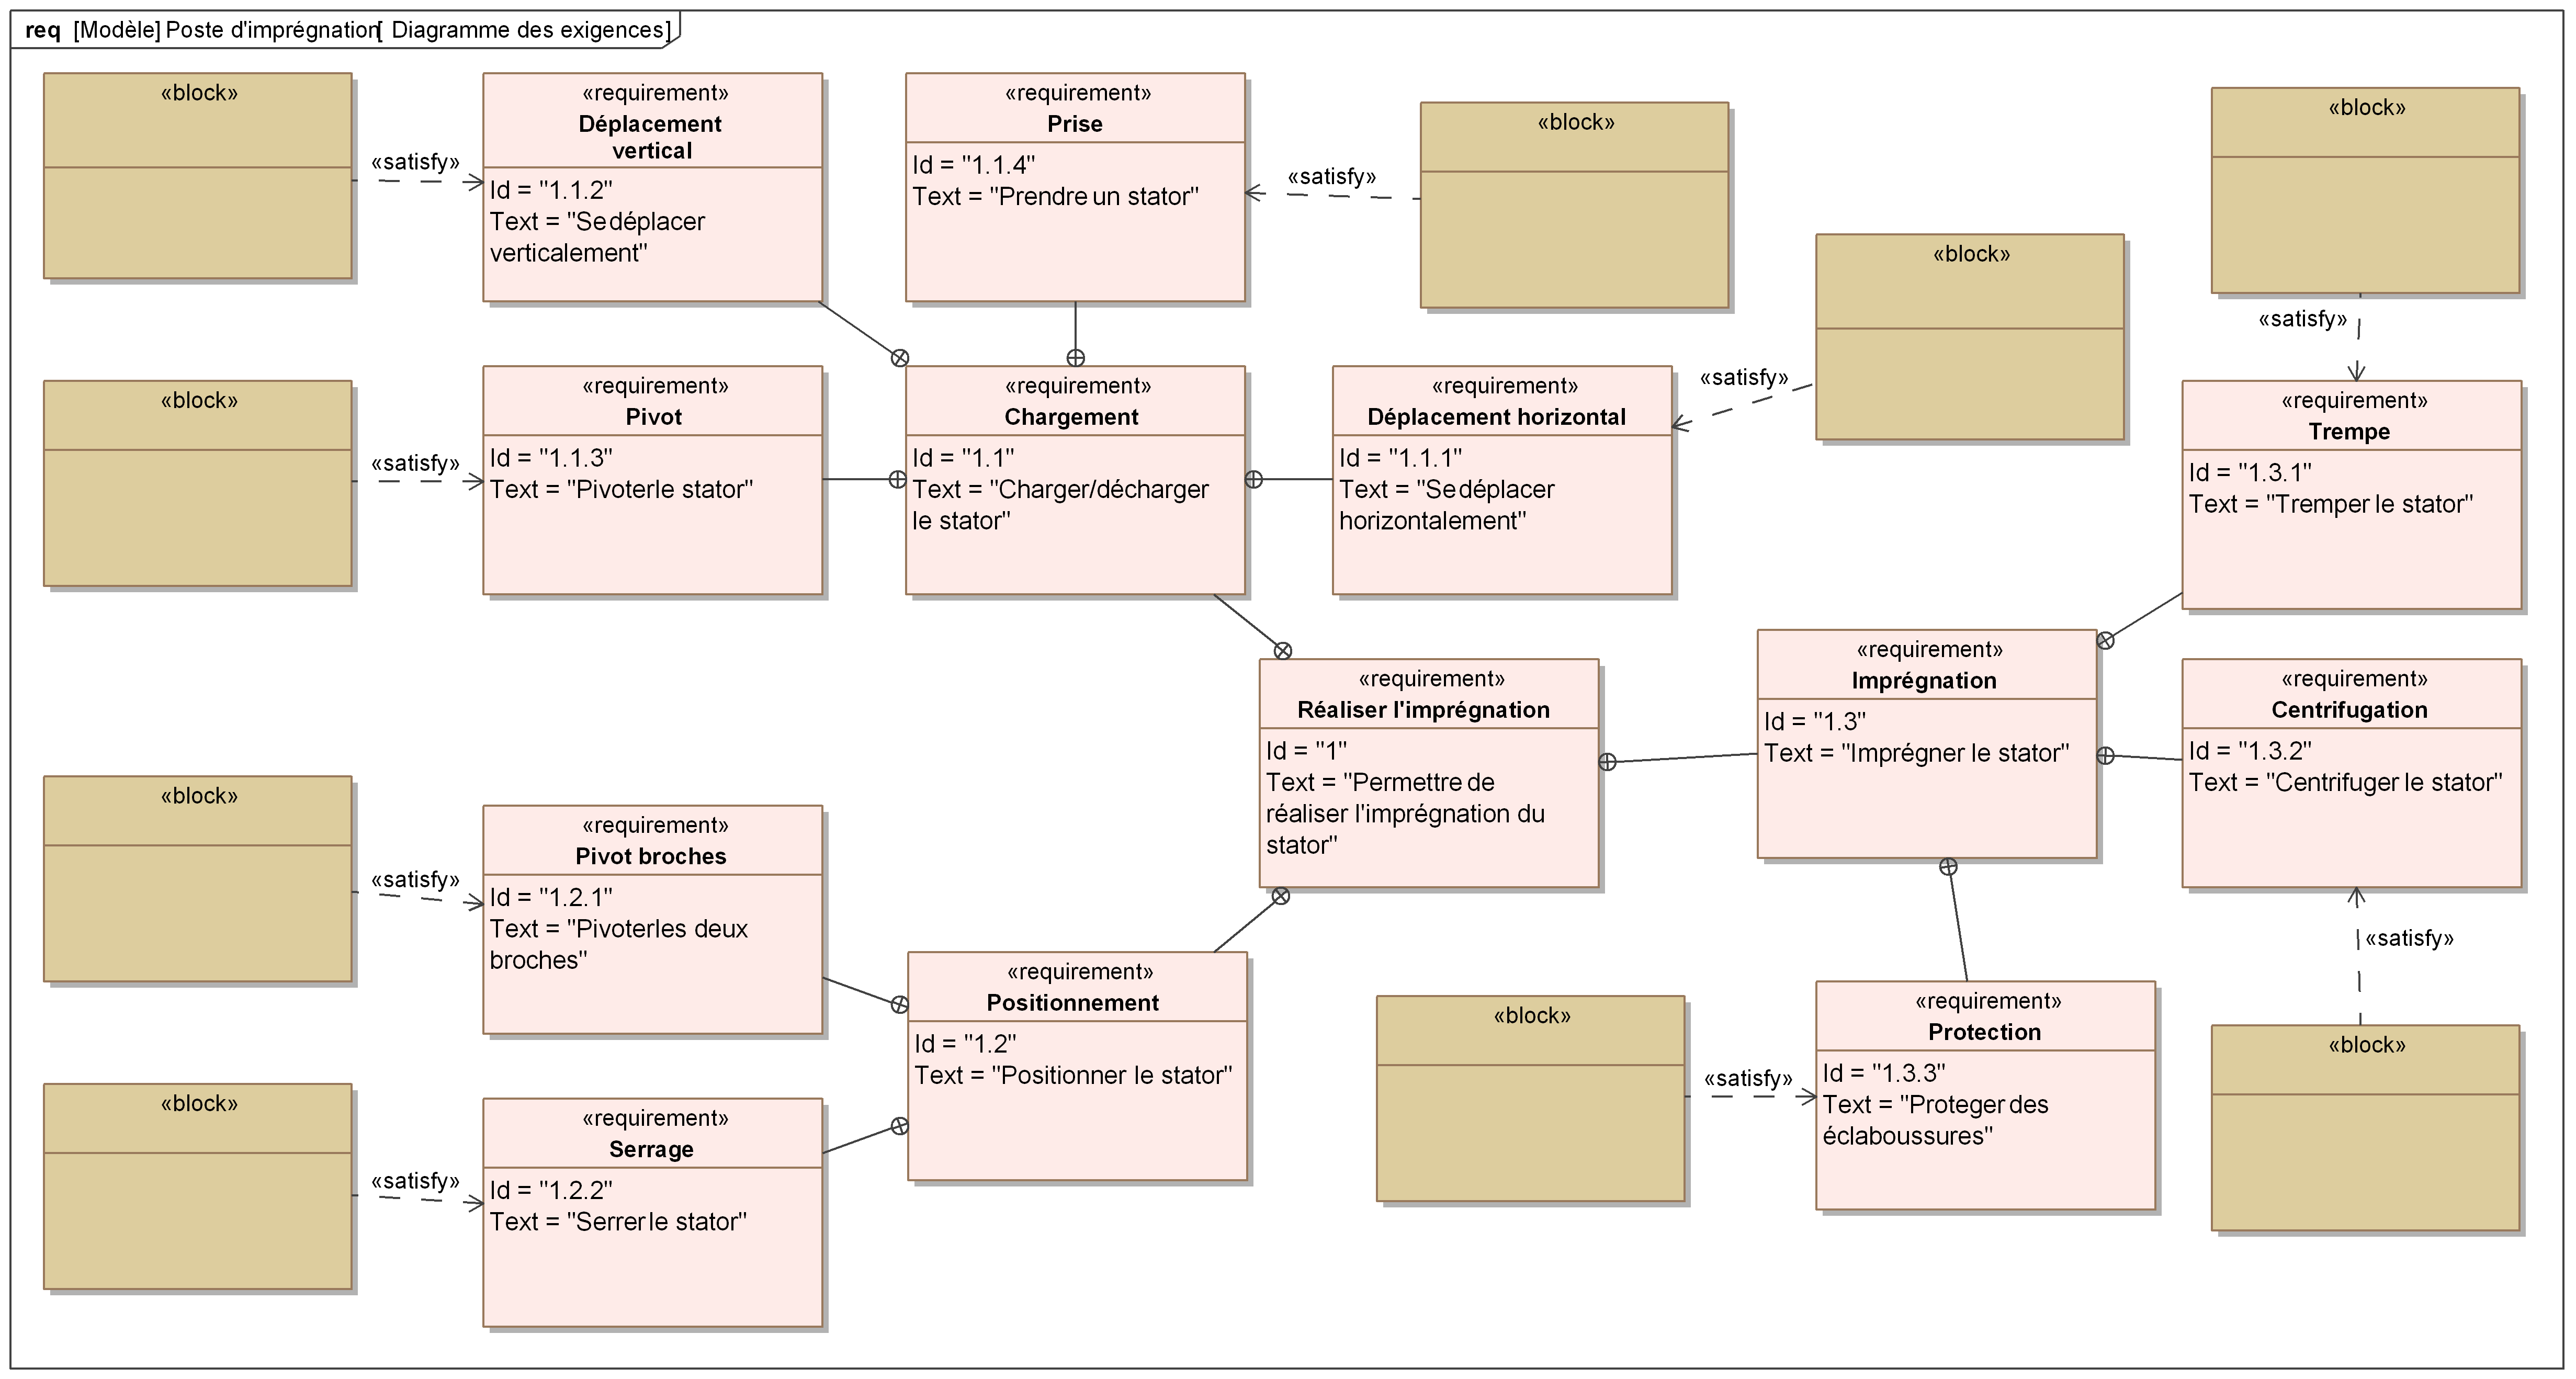 req [Modèle] Poste d'imprégnation[ Diagramme des exigences]
«block»
«satisfy»
«requirement»
Déplacement
vertical
Id = "1.1.2"
Text = "Se déplacer
verticalement"
«requirement»
Prise
Id = "1.1.4"
Text = "Prendre un stator"
«satisfy»
«block»
«block»
«block»
«satisfy»
«block»
«satisfy»
«requirement»
Pivot
Id = "1.1.3"
Text = "Pivoter le stator"
«requirement»
Chargement
Id = "1.1"
Text = "Charger/décharger
le stator"
«requirement»
Déplacement horizontal
Id = "1.1.1"
Text = "Se déplacer
horizontalement"
«satisfy»
«requirement»
Trempe
Id = "1.3.1"
Text = "Tremper le stator"
«requirement»
Réaliser l'imprégnation
Id = "1"
Text = "Permettre de
réaliser l'imprégnation du
stator"
«requirement»
Imprégnation
Id = "1.3"
Text = "Imprégner le stator"
«requirement»
Centrifugation
Id = "1.3.2"
Text = "Centrifuger le stator"
«block»
«satisfy»
«requirement»
Pivot broches
Id = "1.2.1"
Text = "Pivoter les deux
broches"
«requirement»
Positionnement
Id = "1.2"
Text = "Positionner le stator"
«satisfy»
«block»
«satisfy»
«requirement»
Protection
Id = "1.3.3"
Text = "Proteger des
éclaboussures"
«block»
«block»
«satisfy»
«requirement»
Serrage
Id = "1.2.2"
Text = "Serrer le stator"